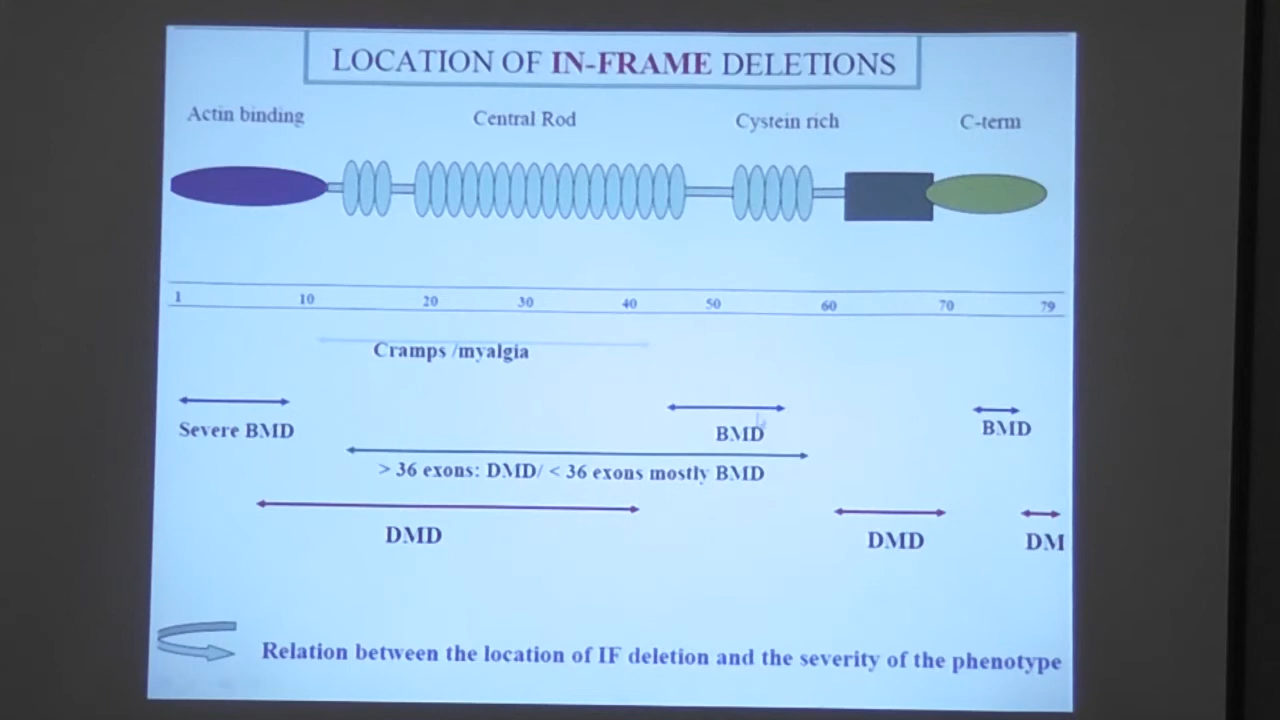 LOCATION OF IN-FRAME DELETIONS
Actin binding Central Rod Cystein rich C-term
1 10 20 30 40 50 60 70 79
Cramps /myalgia
Severe BMD BMD BMD
> 36 exons: DMD/ < 36 exons mostly BMD
DMD DMD DM
Relation between the location of IF deletion and the severity of the phenotype